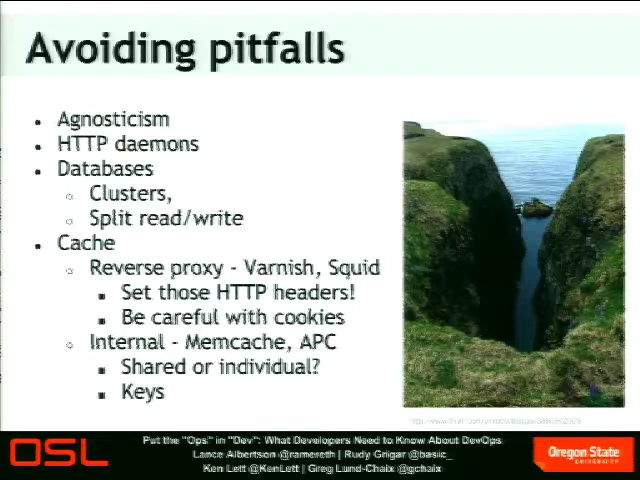 Avoiding pitfalls
Agnosticism
HTTP daemons
Databases
Clusters,
Split read/write
Cache
Reverse proxy - Varnish, Squid
Set those HTTP headers!
Be careful with cookies
Internal - Memcache, APC
Shared or individual?
Keys
OSL
Put the "Ops" in "Dev": What Developers Need to Know About DevOps
Lance Albertson @ramereth | Rudy Grigar @basic_
Ken Lett @KenLett | Greg Lund-Chaix @gchaix
Oregon State
UNIVERSITY